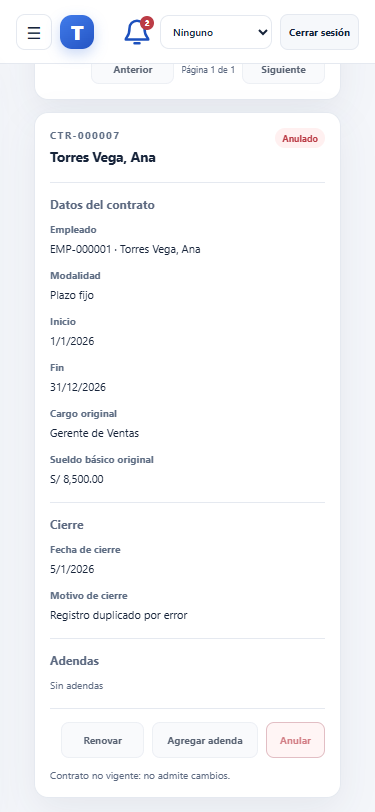 ☰
T
2
Ninguno
Cerrar sesión
Anterior
Página 1 de 1
Siguiente
CTR-000007
Anulado
Torres Vega, Ana
Datos del contrato
Empleado
EMP-000001 · Torres Vega, Ana
Modalidad
Plazo fijo
Inicio
1/1/2026
Fin
31/12/2026
Cargo original
Gerente de Ventas
Sueldo básico original
S/ 8,500.00
Cierre
Fecha de cierre
5/1/2026
Motivo de cierre
Registro duplicado por error
Adendas
Sin adendas
Renovar
Agregar adenda
Anular
Contrato no vigente: no admite cambios.